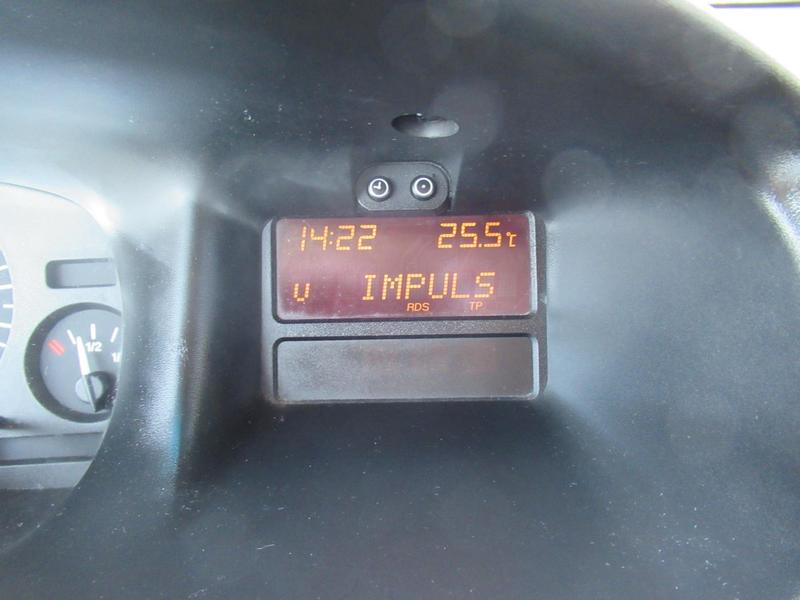 14:22 25.5℃
U IMPULS
RDS TP
1/2